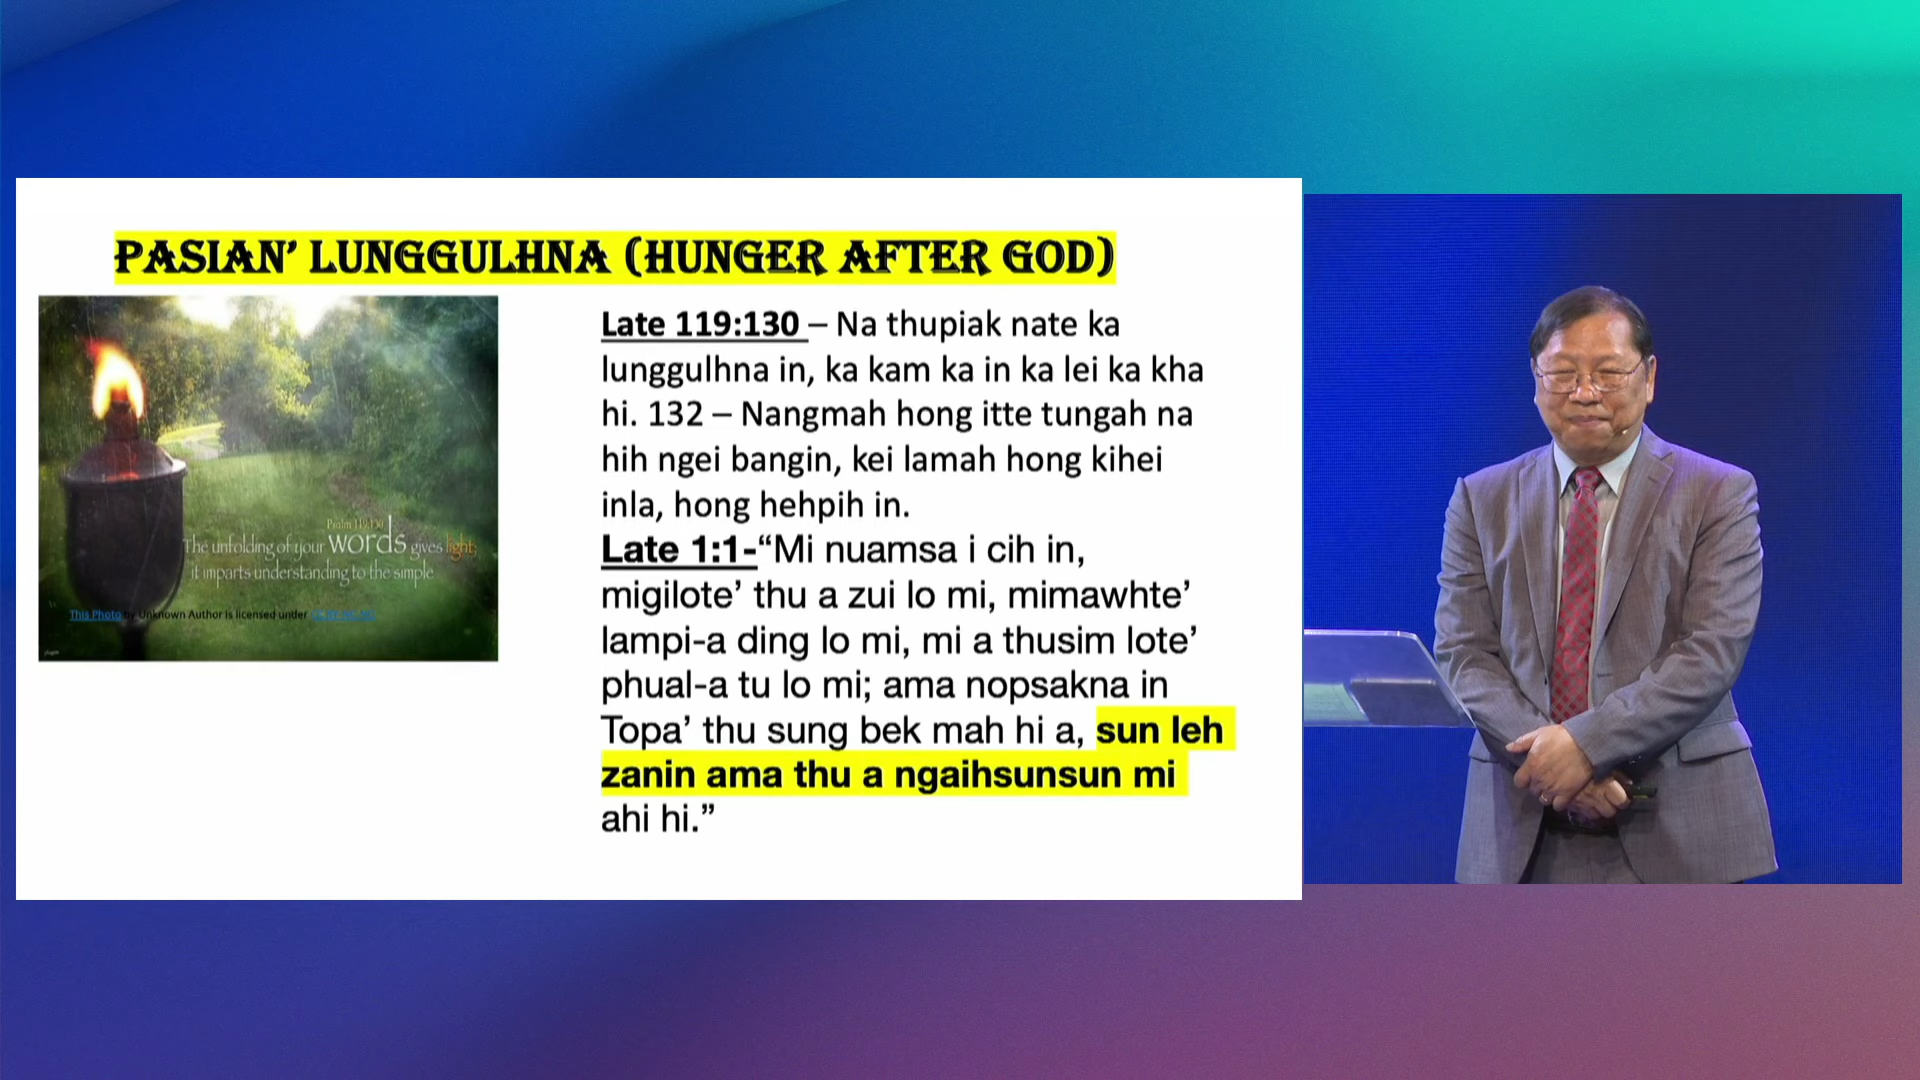 PASIAN’ LUNGGULHNA (HUNGER AFTER GOD)
Late 119:130 – Na thupiak nate ka
lunggulhna in, ka kam ka in ka lei ka kha
hi. 132 – Nangmah hong itte tungah na
hih ngei bangin, kei lamah hong kihei
inla, hong hehpih in.
Late 1:1-“Mi nuamsa i cih in,
migilote’ thu a zui lo mi, mimawhte’
lampi-a ding lo mi, mi a thusim lote’
phual-a tu lo mi; ama nopsakna in
Topa’ thu sung bek mah hi a, sun leh
zanin ama thu a ngaihsunsun mi
ahi hi.”
Psalm 119:130
The unfolding of your words gives light;
it imparts understanding to the simple
This Photo by Unknown Author is licensed under